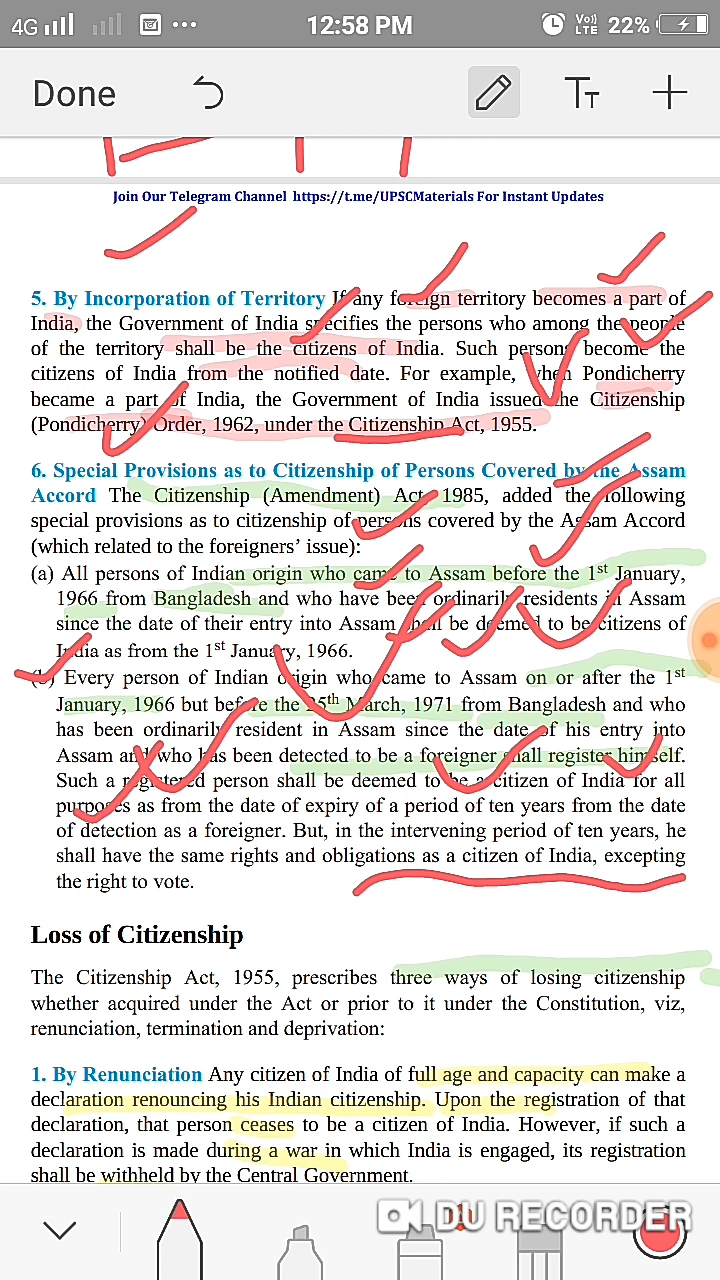 4G
12:58 PM
Vo)) LTE 22%
Done
TT
Join Our Telegram Channel https://t.me/UPSCMaterials For Instant Updates
5. By Incorporation of Territory If any foreign territory becomes a part of
India, the Government of India specifies the persons who among the people
of the territory shall be the citizens of India. Such persons become the
citizens of India from the notified date. For example, when Pondicherry
became a part of India, the Government of India issued the Citizenship
(Pondicherry) Order, 1962, under the Citizenship Act, 1955.
6. Special Provisions as to Citizenship of Persons Covered by the Assam
Accord The Citizenship (Amendment) Act, 1985, added the following
special provisions as to citizenship of persons covered by the Assam Accord
(which related to the foreigners’ issue):
(a) All persons of Indian origin who came to Assam before the 1st January,
1966 from Bangladesh and who have been ordinarily residents in Assam
since the date of their entry into Assam shall be deemed to be citizens of
India as from the 1st January, 1966.
(b) Every person of Indian origin who came to Assam on or after the 1st
January, 1966 but before the 25th March, 1971 from Bangladesh and who
has been ordinarily resident in Assam since the date of his entry into
Assam and who has been detected to be a foreigner shall register himself.
Such a registered person shall be deemed to be a citizen of India for all
purposes as from the date of expiry of a period of ten years from the date
of detection as a foreigner. But, in the intervening period of ten years, he
shall have the same rights and obligations as a citizen of India, excepting
the right to vote.
Loss of Citizenship
The Citizenship Act, 1955, prescribes three ways of losing citizenship
whether acquired under the Act or prior to it under the Constitution, viz,
renunciation, termination and deprivation:
1. By Renunciation Any citizen of India of full age and capacity can make a
declaration renouncing his Indian citizenship. Upon the registration of that
declaration, that person ceases to be a citizen of India. However, if such a
declaration is made during a war in which India is engaged, its registration
shall be withheld by the Central Government.
DU RECORDER